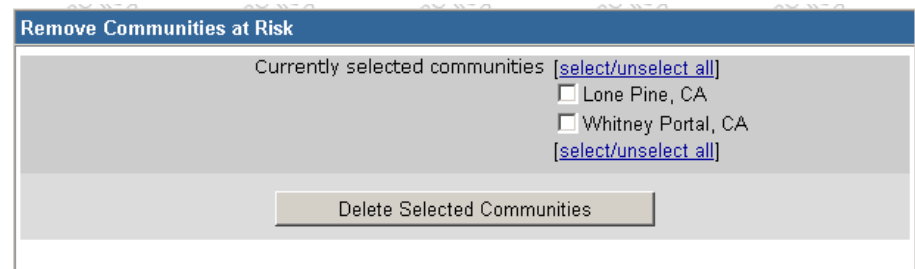 Remove Communities at Risk
Currently selected communities [select/unselect all]
Lone Pine, CA
Whitney Portal, CA
[select/unselect all]
Delete Selected Communities